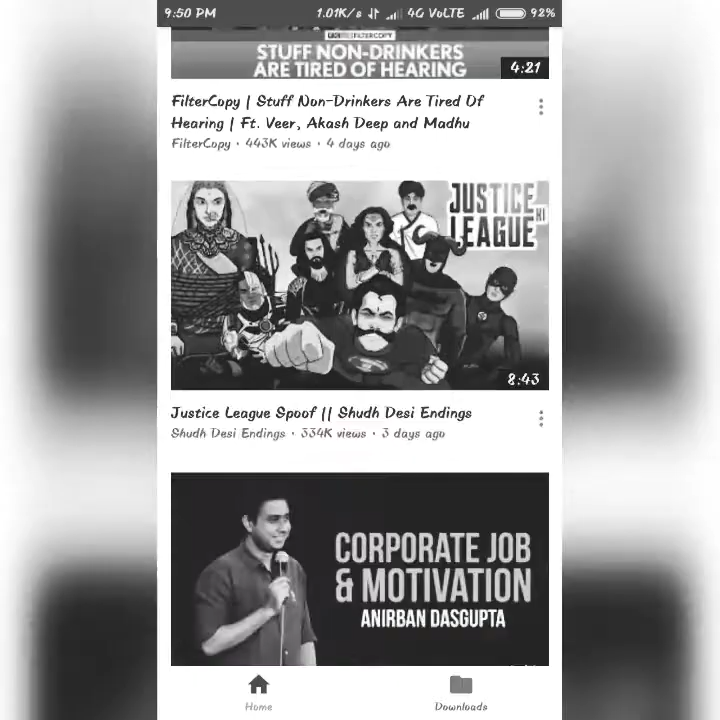 9:50 PM 1.01K/s 4G VoLTE 92%
FILTERCOPY
STUFF NON-DRINKERS
ARE TIRED OF HEARING
4:21
FilterCopy | Stuff Non-Drinkers Are Tired Of
Hearing | Ft. Veer, Akash Deep and Madhu
FilterCopy · 443K views · 4 days ago
JUSTICE
KI
LEAGUE
8:43
Justice League Spoof || Shudh Desi Endings
Shudh Desi Endings · 334K views · 3 days ago
CORPORATE JOB
& MOTIVATION
ANIRBAN DASGUPTA
Home Downloads